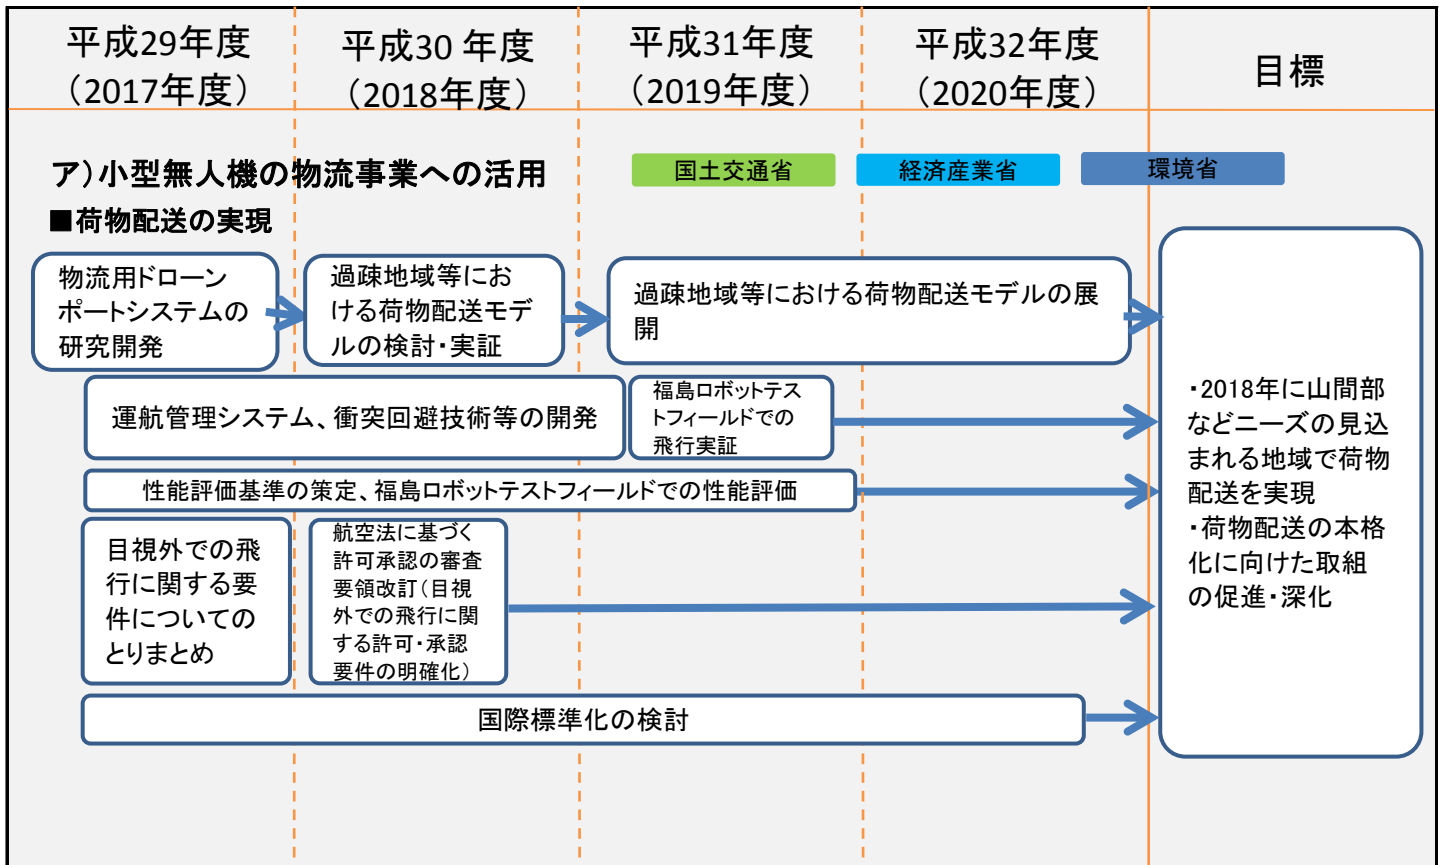 平成29年度
（2017年度）
平成30 年度
（2018年度）
平成31年度
（2019年度）
平成32年度
（2020年度）
目標
ア）小型無人機の物流事業への活用
国土交通省
経済産業省
環境省
■荷物配送の実現
物流用ドローン
ポートシステムの
研究開発
過疎地域等にお
ける荷物配送モデ
ルの検討・実証
過疎地域等における荷物配送モデルの展
開
運航管理システム、衝突回避技術等の開発
福島ロボットテス
トフィールドでの
飛行実証
性能評価基準の策定、福島ロボットテストフィールドでの性能評価
目視外での飛
行に関する要
件についての
とりまとめ
航空法に基づく
許可承認の審査
要領改訂（目視
外での飛行に関
する許可・承認
要件の明確化）
国際標準化の検討
・2018年に山間部
などニーズの見込
まれる地域で荷物
配送を実現
・荷物配送の本格
化に向けた取組
の促進・深化